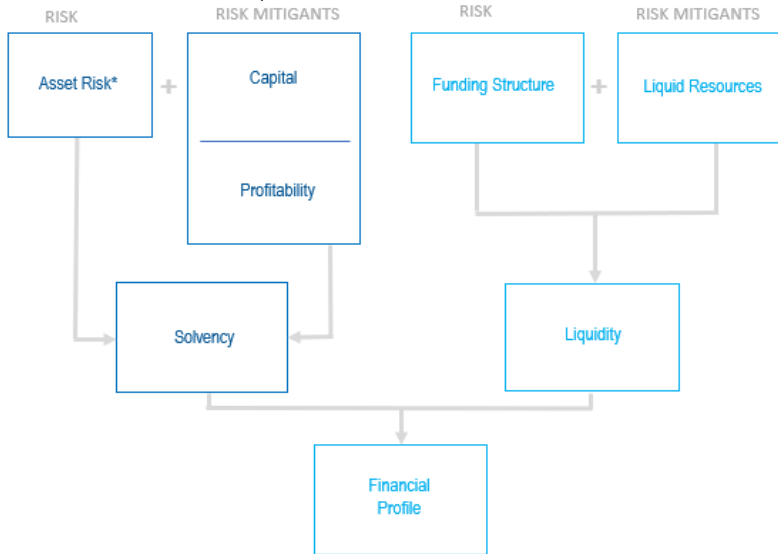 RISK
RISK MITIGANTS
RISK
RISK MITIGANTS
Asset Risk*
+
Capital
Profitability
Funding Structure
+
Liquid Resources
Solvency
Liquidity
Financial
Profile